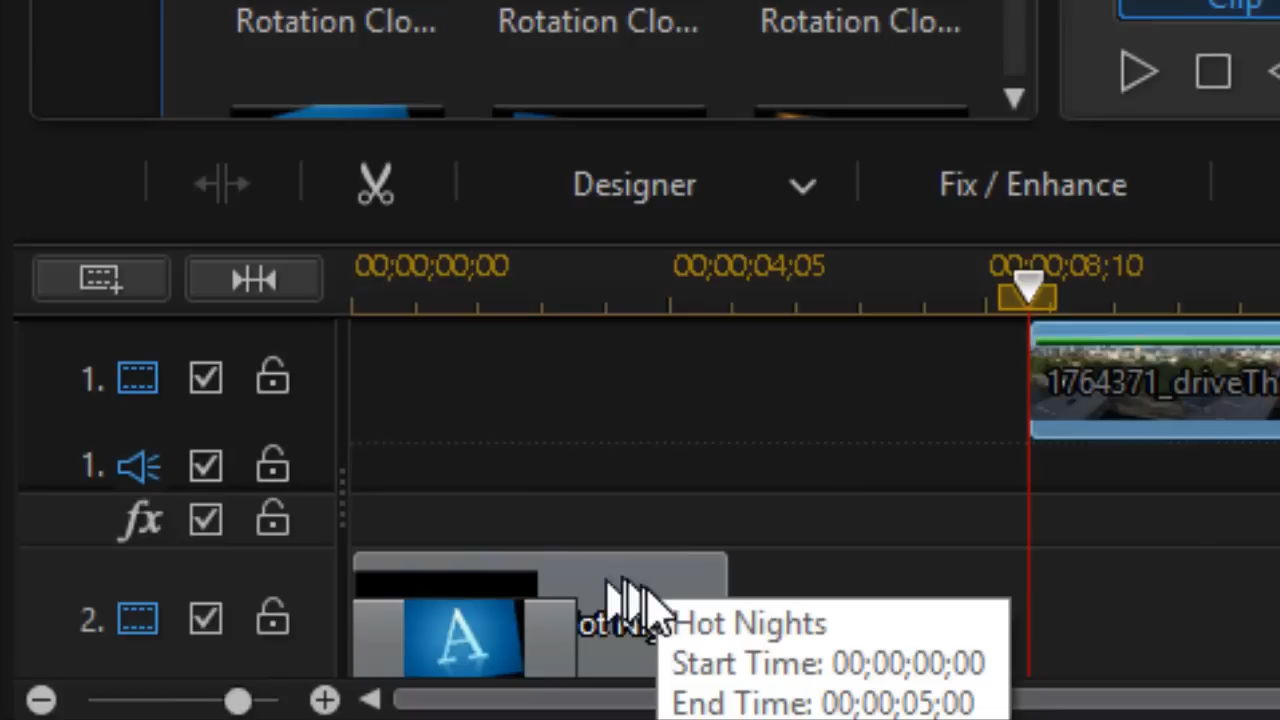 Rotation Clo... Rotation Clo... Rotation Clo...
Clip
Designer Fix / Enhance
00;00;00;00 00;00;04;05 00;00;08;10
1.
1764371_driveTh
1.
fx
2.
A
Hot Nights
Start Time: 00;00;00;00
End Time: 00;00;05;00